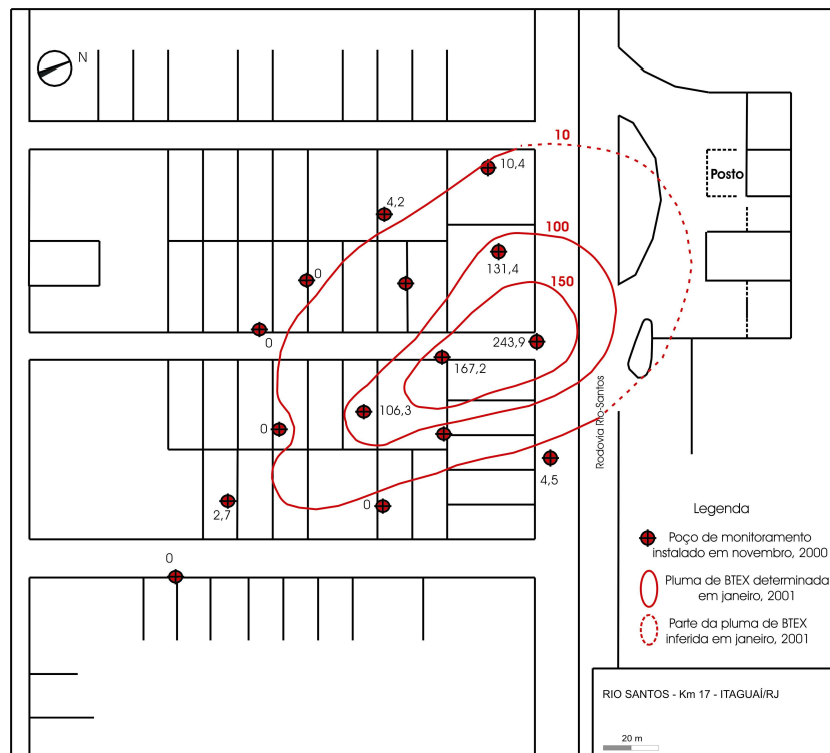 N
10
10,4
Posto
4,2
100
131,4
0
150
0
243,9
167,2
106,3
0
Rodovia Rio-Santos
4,5
2,7
0
0
Legenda
Poço de monitoramento
instalado em novembro, 2000
Pluma de BTEX determinada
em janeiro, 2001
Parte da pluma de BTEX
inferida em janeiro, 2001
RIO SANTOS - Km 17 - ITAGUAÍ/RJ
20 m